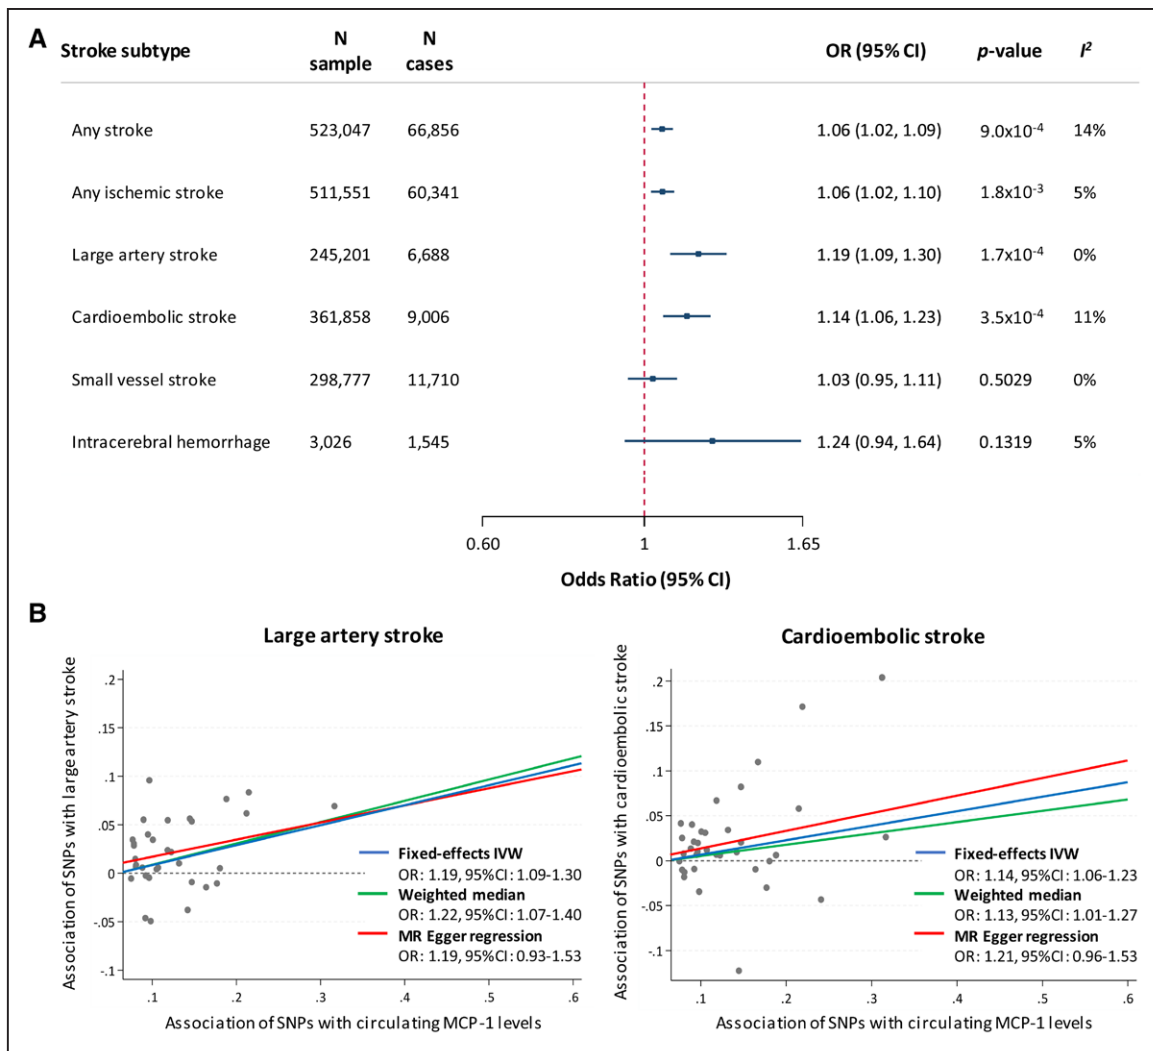 A
Stroke subtype N sample N cases OR (95% CI) p-value I²
Any stroke 523,047 66,856 1.06 (1.02, 1.09) 9.0x10⁻⁴ 14%
Any ischemic stroke 511,551 60,341 1.06 (1.02, 1.10) 1.8x10⁻³ 5%
Large artery stroke 245,201 6,688 1.19 (1.09, 1.30) 1.7x10⁻⁴ 0%
Cardioembolic stroke 361,858 9,006 1.14 (1.06, 1.23) 3.5x10⁻⁴ 11%
Small vessel stroke 298,777 11,710 1.03 (0.95, 1.11) 0.5029 0%
Intracerebral hemorrhage 3,026 1,545 1.24 (0.94, 1.64) 0.1319 5%
0.60 1 1.65
Odds Ratio (95% CI)
B
Large artery stroke
Association of SNPs with large artery stroke
.2
.15
.1
.05
0
-.05
-.1
Fixed-effects IVW
OR: 1.19, 95%CI: 1.09-1.30
Weighted median
OR: 1.22, 95%CI: 1.07-1.40
MR Egger regression
OR: 1.19, 95%CI: 0.93-1.53
.1 .2 .3 .4 .5 .6
Association of SNPs with circulating MCP-1 levels
Cardioembolic stroke
Association of SNPs with cardioembolic stroke
.2
.15
.1
.05
0
-.05
-.1
Fixed-effects IVW
OR: 1.14, 95%CI: 1.06-1.23
Weighted median
OR: 1.13, 95%CI: 1.01-1.27
MR Egger regression
OR: 1.21, 95%CI: 0.96-1.53
.1 .2 .3 .4 .5 .6
Association of SNPs with circulating MCP-1 levels